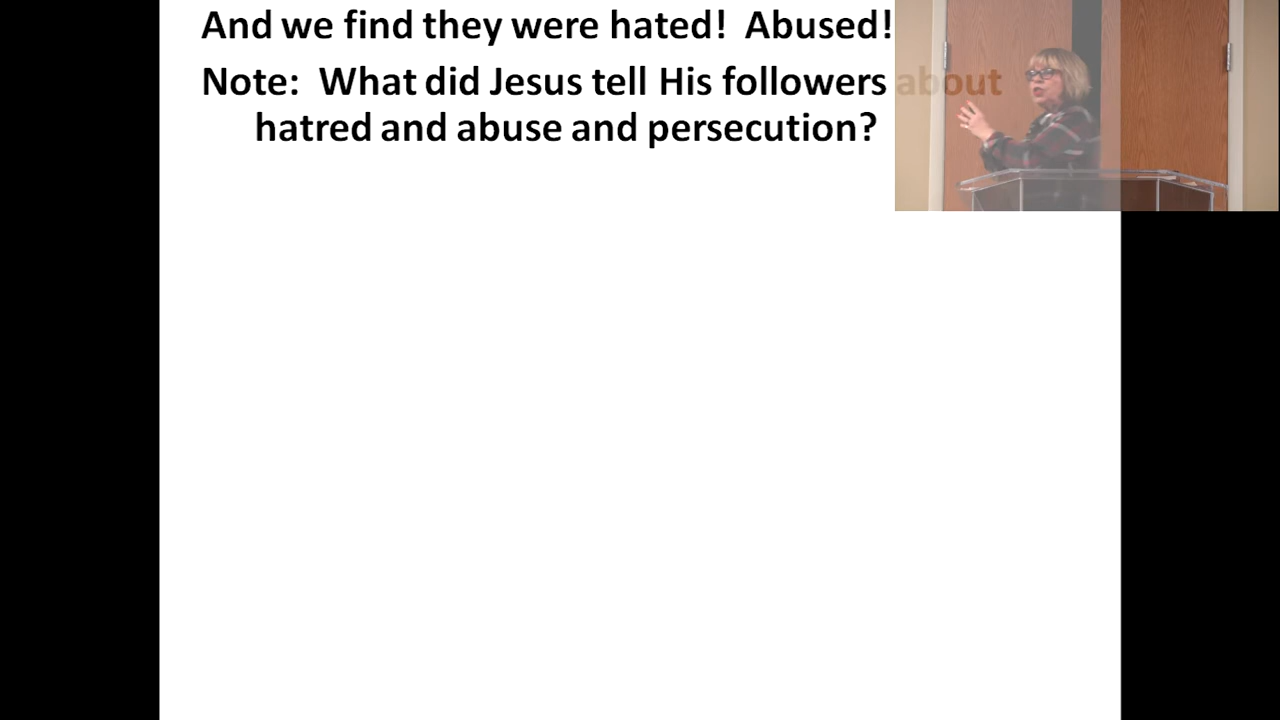 And we find they were hated!  Abused!
Note:  What did Jesus tell His followers about
hatred and abuse and persecution?